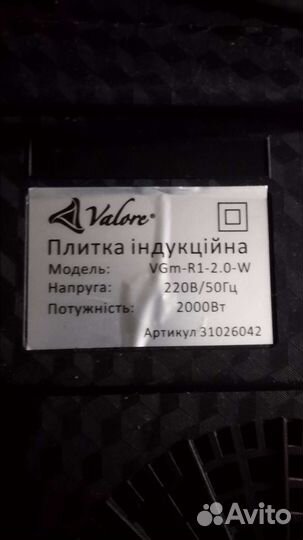 Valore®
Плитка індукційна
Модель: VGm-R1-2.0-W
Напруга: 220В/50Гц
Потужність: 2000Вт
Артикул 31026042
Avito